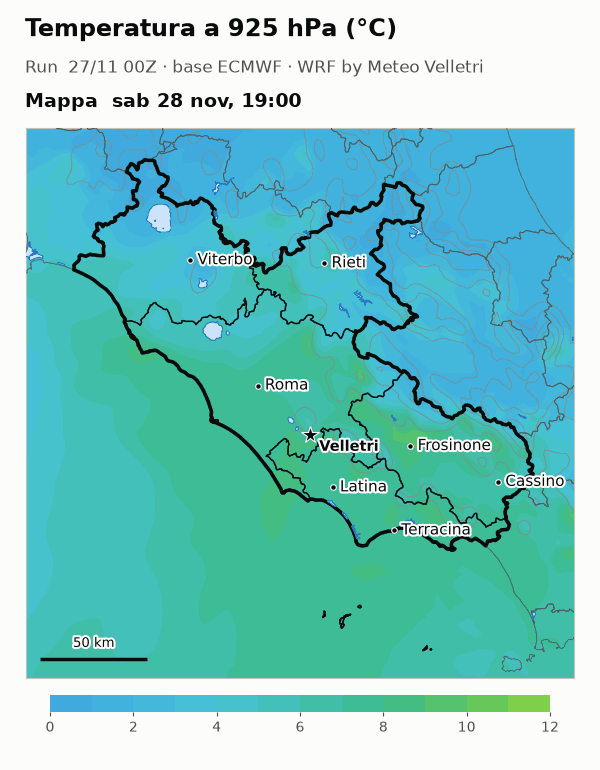 Temperatura a 925 hPa (°C)
Run  27/11 00Z · base ECMWF · WRF by Meteo Velletri
Mappa  sab 28 nov, 19:00
Viterbo
Rieti
Roma
Velletri
Frosinone
Latina
Cassino
Terracina
50 km
0 2 4 6 8 10 12